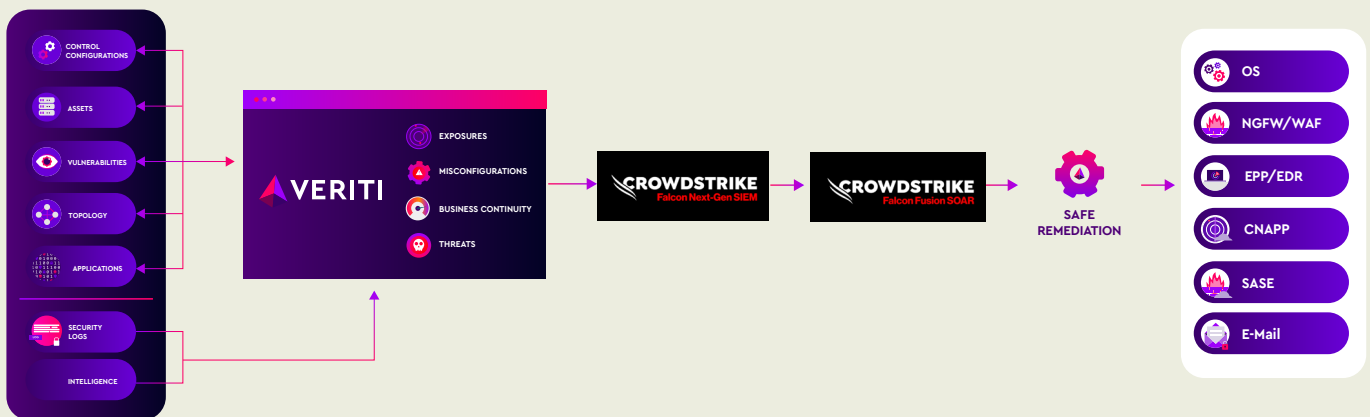 CONTROL
CONFIGURATIONS
ASSETS
VULNERABILITIES
TOPOLOGY
APPLICATIONS
SECURITY
LOGS
INTELLIGENCE
VERITI
EXPOSURES
MISCONFIGURATIONS
BUSINESS CONTINUITY
THREATS
CROWDSTRIKE
Falcon Next-Gen SIEM
CROWDSTRIKE
Falcon Fusion SOAR
SAFE
REMEDIATION
OS
NGFW/WAF
EPP/EDR
CNAPP
SASE
E-Mail